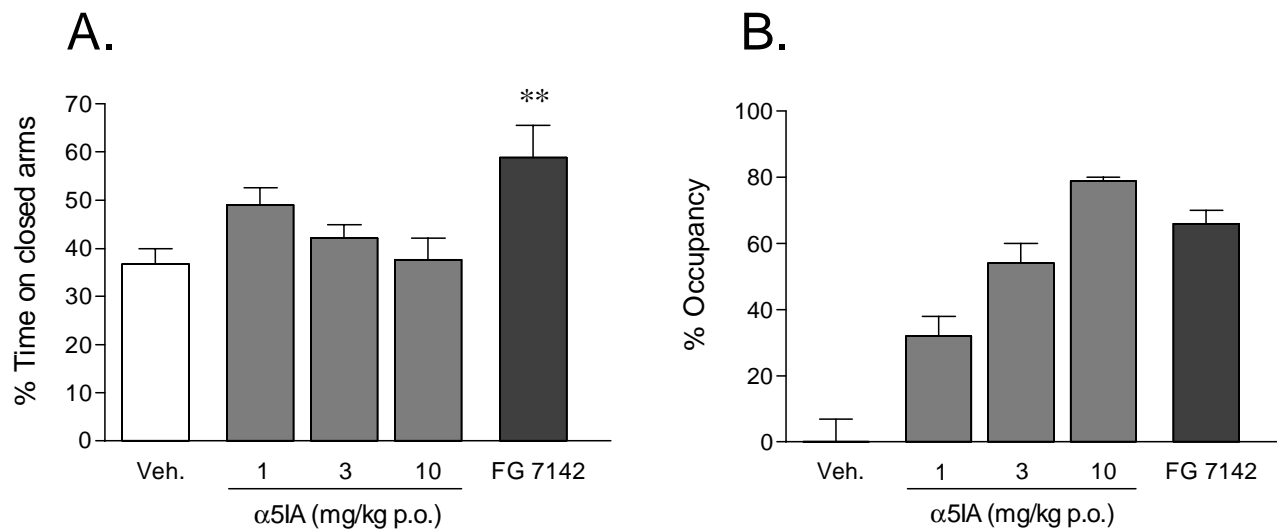 A.
% Time on closed arms
70
60
50
40
30
20
10
0
**
Veh.
1
3
10
FG 7142
α5IA (mg/kg p.o.)
B.
% Occupancy
100
80
60
40
20
0
Veh.
1
3
10
FG 7142
α5IA (mg/kg p.o.)